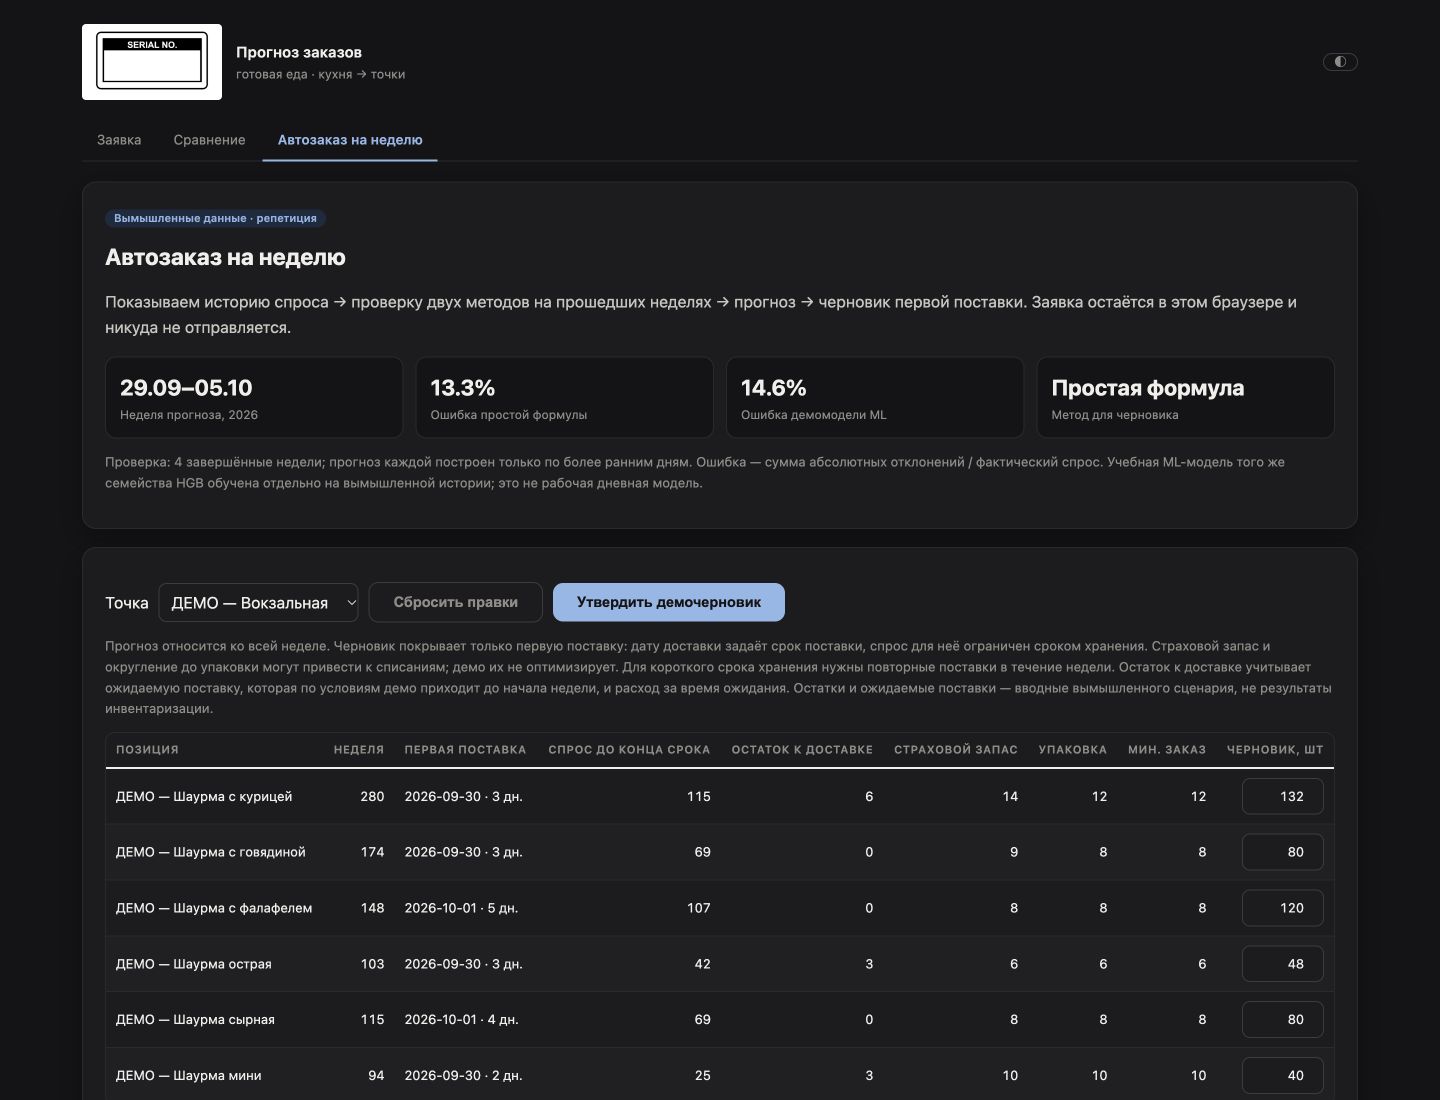 SERIAL NO.
Прогноз заказов
готовая еда · кухня → точки
Заявка Сравнение Автозаказ на неделю
Вымышленные данные · репетиция
Автозаказ на неделю
Показываем историю спроса → проверку двух методов на прошедших неделях → прогноз → черновик первой поставки. Заявка остаётся в этом браузере и
никуда не отправляется.
29.09–05.10 13.3% 14.6% Простая формула
Неделя прогноза, 2026 Ошибка простой формулы Ошибка демомодели ML Метод для черновика
Проверка: 4 завершённые недели; прогноз каждой построен только по более ранним дням. Ошибка — сумма абсолютных отклонений / фактический спрос. Учебная ML-модель того же
семейства HGB обучена отдельно на вымышленной истории; это не рабочая дневная модель.
Точка ДЕМО — Вокзальная Сбросить правки Утвердить демочерновик
Прогноз относится ко всей неделе. Черновик покрывает только первую поставку: дату доставки задаёт срок поставки, спрос для неё ограничен сроком хранения. Страховой запас и
округление до упаковки могут привести к списаниям; демо их не оптимизирует. Для короткого срока хранения нужны повторные поставки в течение недели. Остаток к доставке учитывает
ожидаемую поставку, которая по условиям демо приходит до начала недели, и расход за время ожидания. Остатки и ожидаемые поставки — вводные вымышленного сценария, не результаты
инвентаризации.
ПОЗИЦИЯ НЕДЕЛЯ ПЕРВАЯ ПОСТАВКА СПРОС ДО КОНЦА СРОКА ОСТАТОК К ДОСТАВКЕ СТРАХОВОЙ ЗАПАС УПАКОВКА МИН. ЗАКАЗ ЧЕРНОВИК, ШТ
ДЕМО — Шаурма с курицей 280 2026-09-30 · 3 дн. 115 6 14 12 12 132
ДЕМО — Шаурма с говядиной 174 2026-09-30 · 3 дн. 69 0 9 8 8 80
ДЕМО — Шаурма с фалафелем 148 2026-10-01 · 5 дн. 107 0 8 8 8 120
ДЕМО — Шаурма острая 103 2026-09-30 · 3 дн. 42 3 6 6 6 48
ДЕМО — Шаурма сырная 115 2026-10-01 · 4 дн. 69 0 8 8 8 80
ДЕМО — Шаурма мини 94 2026-09-30 · 2 дн. 25 3 10 10 10 40